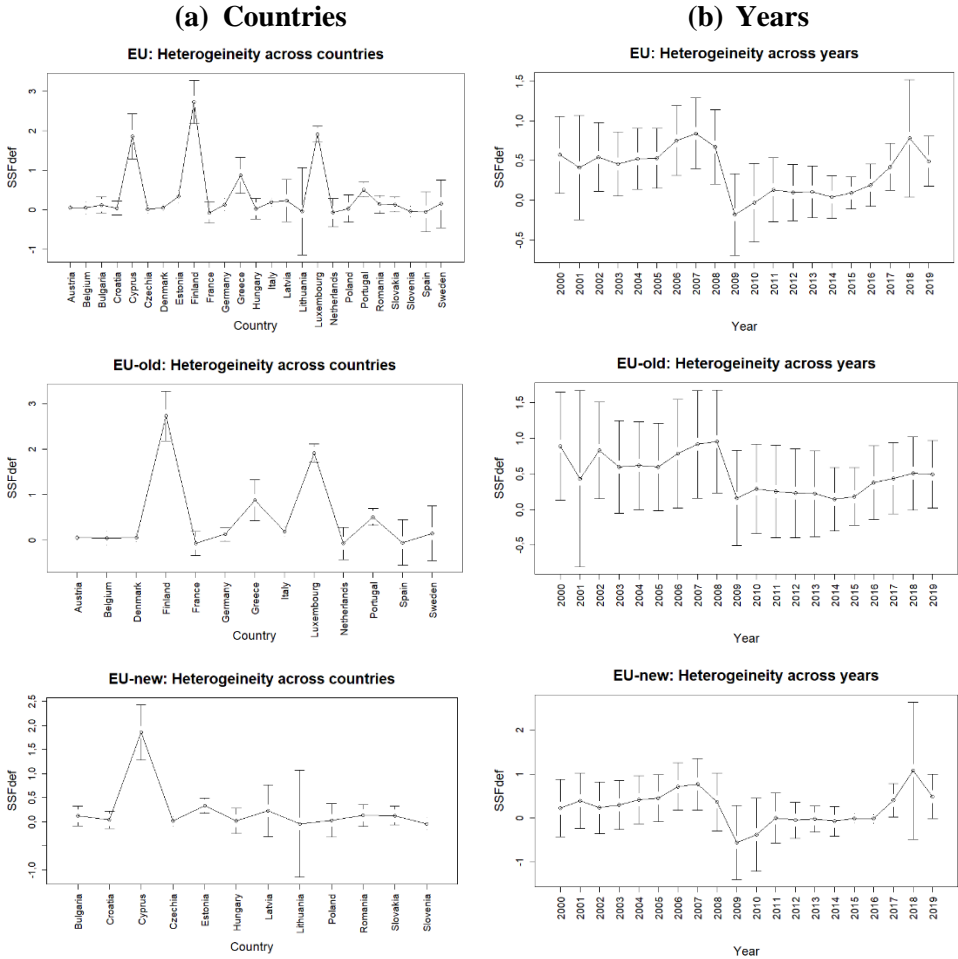 (a) Countries
(b) Years
EU: Heterogeineity across countries
SSFdef
3
2
1
0
-1
Austria
Belgium
Bulgaria
Croatia
Cyprus
Czechia
Denmark
Estonia
Finland
France
Germany
Greece
Hungary
Italy
Latvia
Lithuania
Luxembourg
Netherlands
Poland
Portugal
Romania
Slovakia
Slovenia
Spain
Sweden
Country
EU: Heterogeineity across years
SSFdef
1.5
1.0
0.5
0.0
-0.5
2000
2001
2002
2003
2004
2005
2006
2007
2008
2009
2010
2011
2012
2013
2014
2015
2016
2017
2018
2019
Year
EU-old: Heterogeineity across countries
SSFdef
3
2
1
0
Austria
Belgium
Denmark
Finland
France
Germany
Greece
Italy
Luxembourg
Netherlands
Portugal
Spain
Sweden
Country
EU-old: Heterogeineity across years
SSFdef
1.5
1.0
0.5
0.0
-0.5
2000
2001
2002
2003
2004
2005
2006
2007
2008
2009
2010
2011
2012
2013
2014
2015
2016
2017
2018
2019
Year
EU-new: Heterogeineity across countries
SSFdef
2.5
2.0
1.5
1.0
0.5
0.0
-1.0
Bulgaria
Croatia
Cyprus
Czechia
Estonia
Hungary
Latvia
Lithuania
Poland
Romania
Slovakia
Slovenia
Country
EU-new: Heterogeineity across years
SSFdef
2
1
0
-1
2000
2001
2002
2003
2004
2005
2006
2007
2008
2009
2010
2011
2012
2013
2014
2015
2016
2017
2018
2019
Year